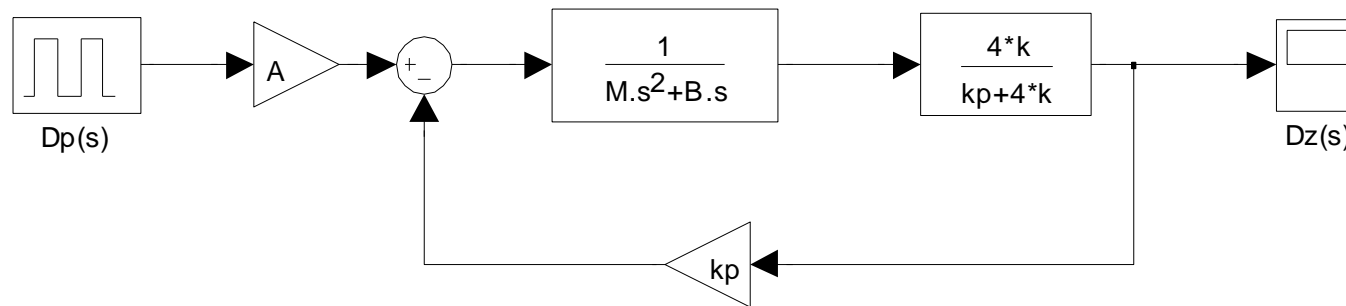 Dp(s)
A
+
−
1
M.s²+B.s
4*k
kp+4*k
Dz(s)
kp